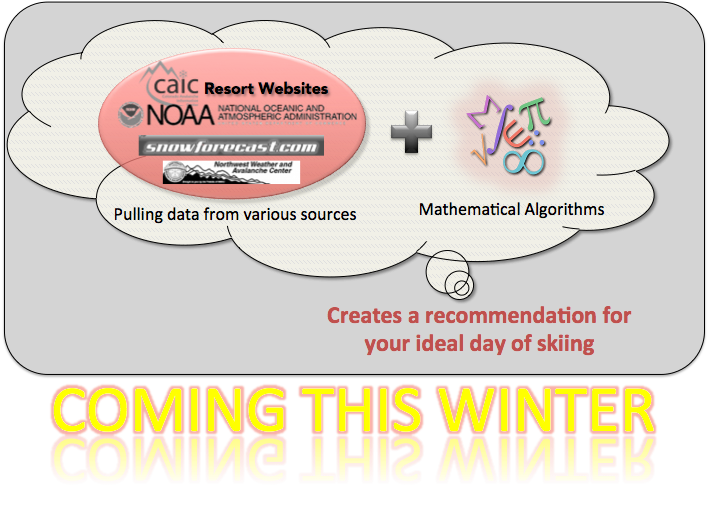 caic Resort Websites
NOAA NATIONAL OCEANIC AND
ATMOSPHERIC ADMINISTRATION
snowforecast.com
Northwest Weather and
Avalanche Center
Pulling data from various sources
Mathematical Algorithms
Creates a recommendation for
your ideal day of skiing
COMING THIS WINTER